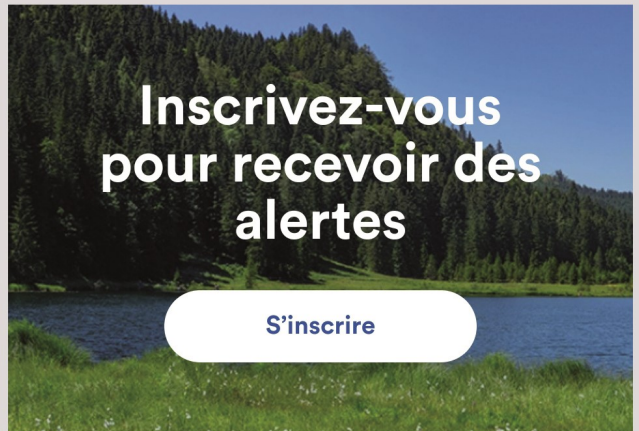 Inscrivez-vous
pour recevoir des
alertes
S’inscrire